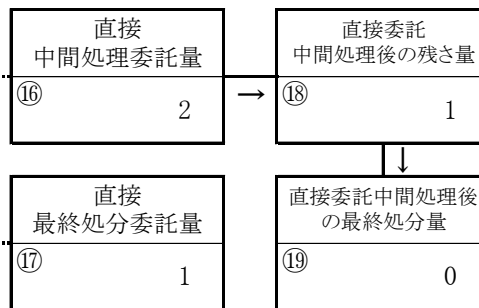 直接
中間処理委託量
⑯
2
→
直接委託
中間処理後の残さ量
⑱
1
↓
直接
最終処分委託量
⑰
1
直接委託中間処理後
の最終処分量
⑲
0